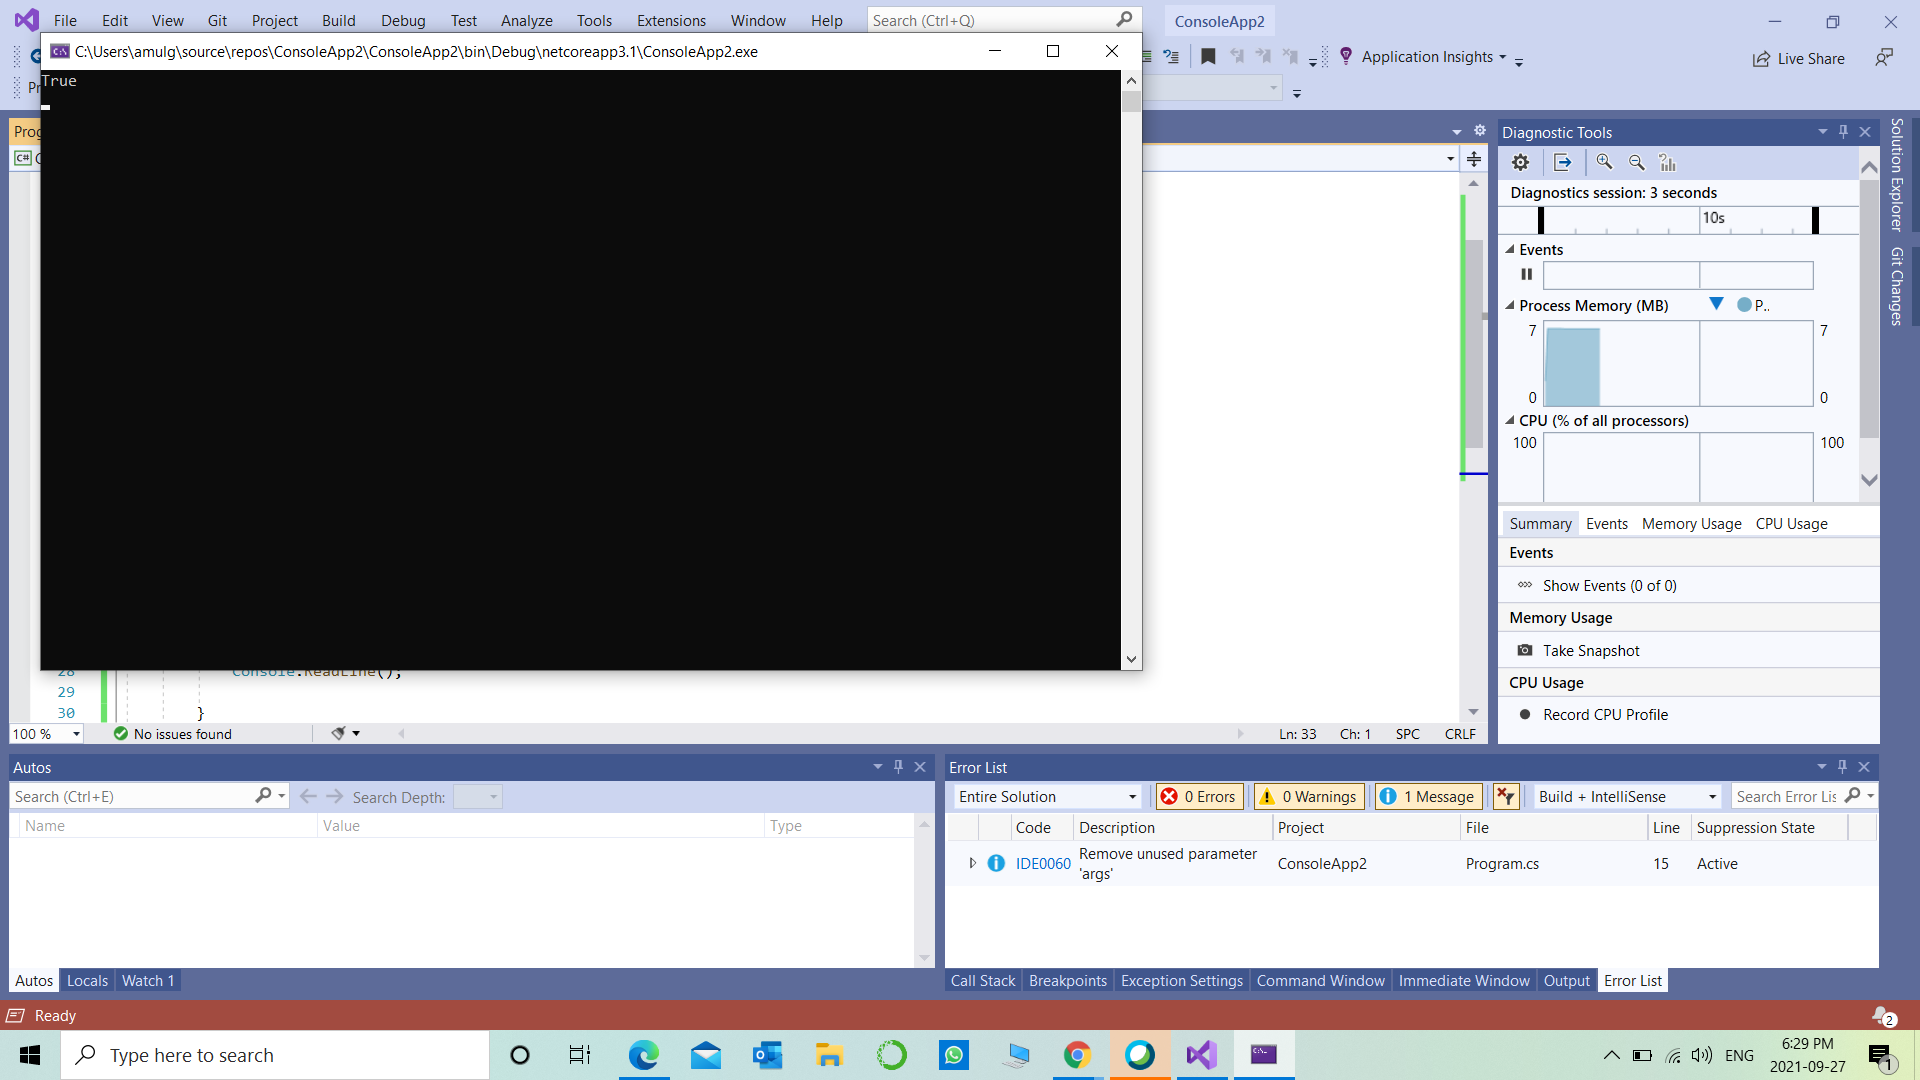 File Edit View Git Project Build Debug Test Analyze Tools Extensions Window Help Search (Ctrl+Q) ConsoleApp2
C:\Users\amulg\source\repos\ConsoleApp2\ConsoleApp2\bin\Debug\netcoreapp3.1\ConsoleApp2.exe
Application Insights
Live Share
True
Pr
Prog
C#
Diagnostic Tools
Diagnostics session: 3 seconds
10s
Events
Process Memory (MB) P..
7 7
0 0
CPU (% of all processors)
100 100
Summary Events Memory Usage CPU Usage
Events
Show Events (0 of 0)
Memory Usage
Take Snapshot
CPU Usage
Record CPU Profile
Solution Explorer
Git Changes
28 Console.ReadLine();
29
30 }
100 % No issues found Ln: 33 Ch: 1 SPC CRLF
Autos
Search (Ctrl+E) Search Depth:
Name Value Type
Autos Locals Watch 1
Error List
Entire Solution 0 Errors 0 Warnings 1 Message Build + IntelliSense Search Error Lis
Code Description Project File Line Suppression State
IDE0060 Remove unused parameter ConsoleApp2 Program.cs 15 Active
'args'
Call Stack Breakpoints Exception Settings Command Window Immediate Window Output Error List
Ready
2
Type here to search
ENG
6:29 PM
2021-09-27
1